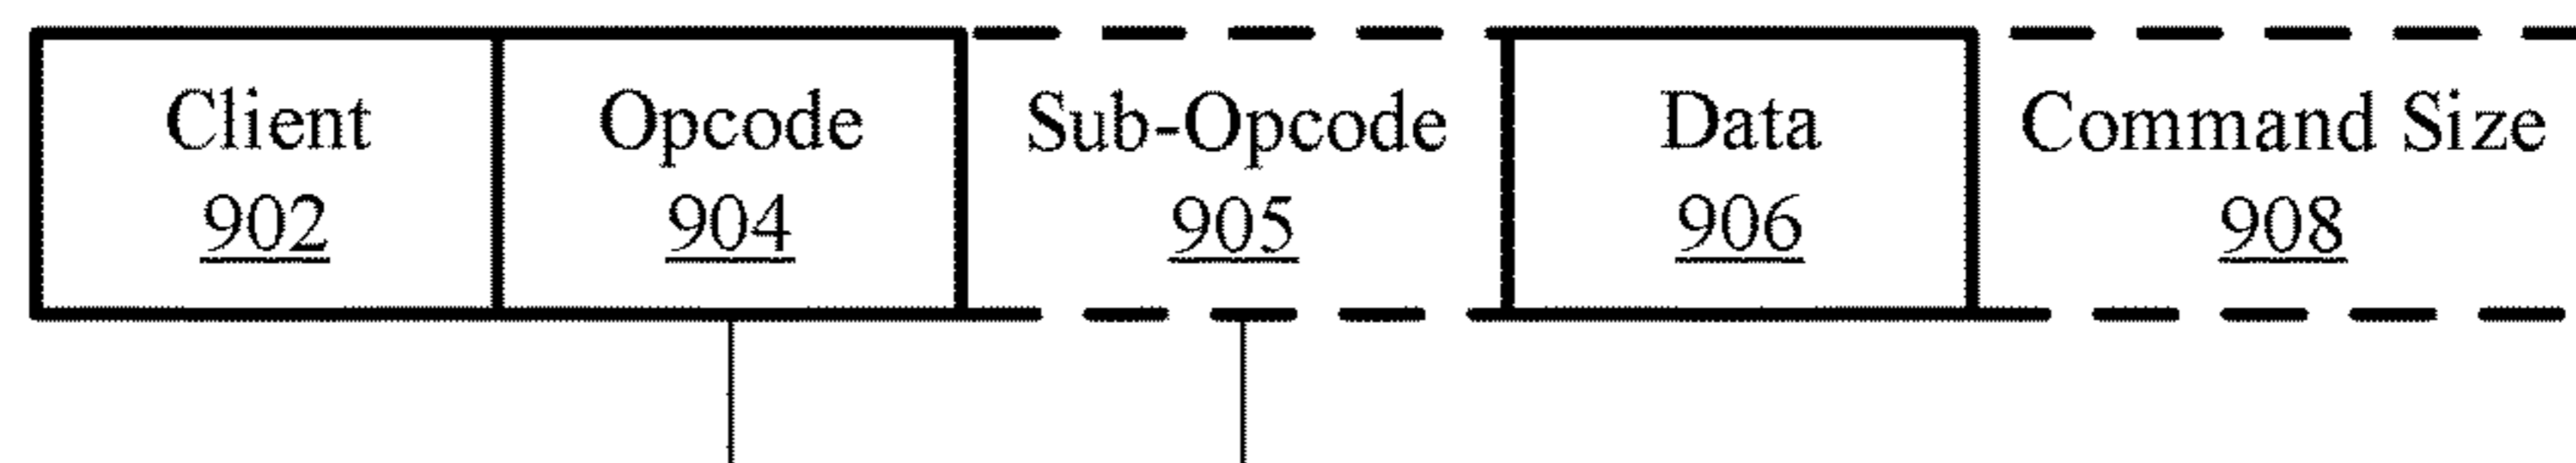 Client Opcode Sub-Opcode Data Command Size
902 904 905 906 908